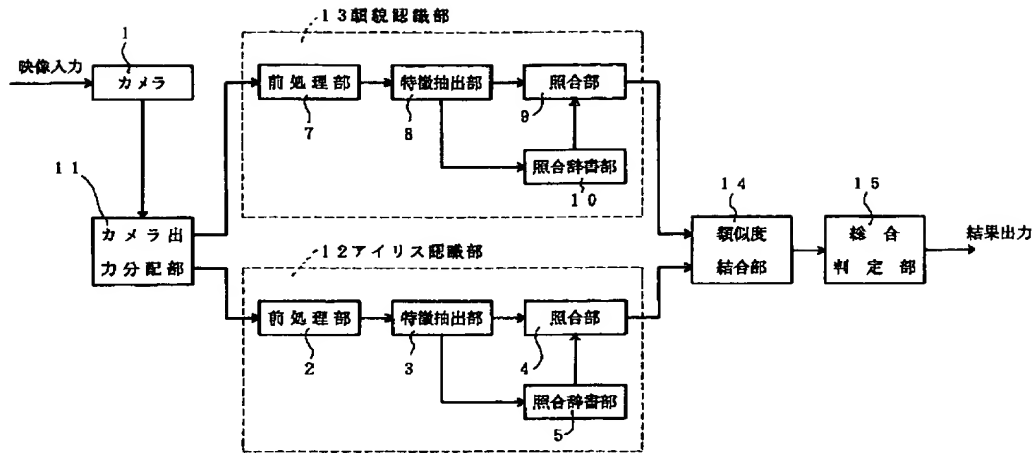 13顔貌認識部
1
映像入力
カメラ
前処理部
特徴抽出部
照合部
7
8
9
照合辞書部
10
11
カメラ出
力分配部
14
類似度
結合部
15
総合
判定部
結果出力
12アイリス認識部
前処理部
特徴抽出部
照合部
2
3
4
照合辞書部
5